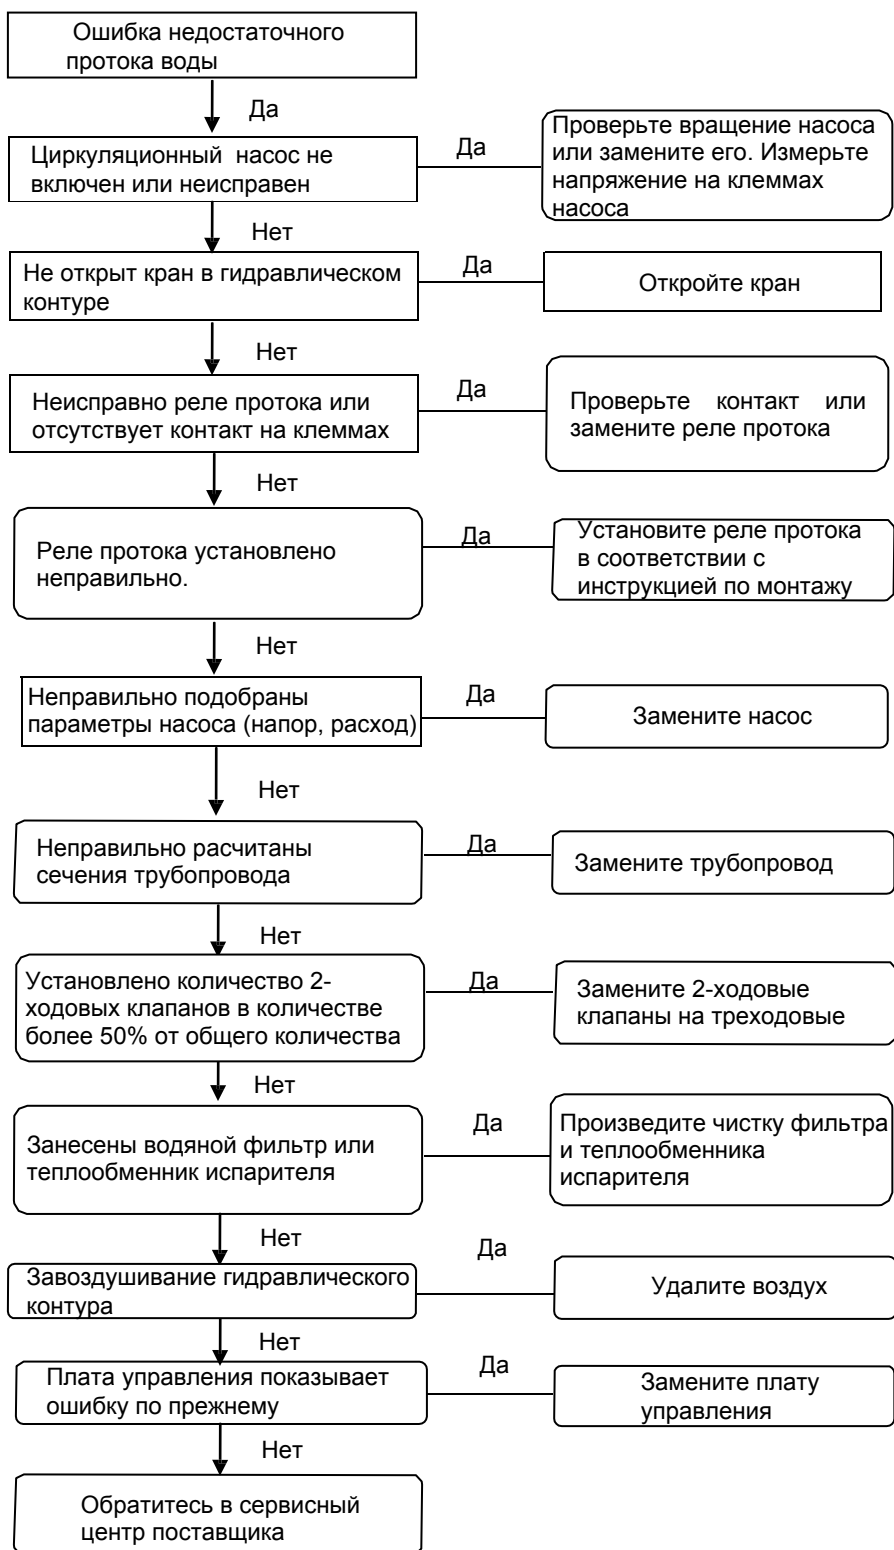 Ошибка недостаточного
протока воды
Да
Циркуляционный насос не
включен или неисправен
Да
Проверьте вращение насоса
или замените его. Измерьте
напряжение на клеммах
насоса
Нет
Не открыт кран в гидравлическом
контуре
Да
Откройте кран
Нет
Неисправно реле протока или
отсутствует контакт на клеммах
Да
Проверьте контакт или
замените реле протока
Нет
Реле протока установлено
неправильно.
Да
Установите реле протока
в соответствии с
инструкцией по монтажу
Нет
Неправильно подобраны
параметры насоса (напор, расход)
Да
Замените насос
Нет
Неправильно расчитаны
сечения трубопровода
Да
Замените трубопровод
Нет
Установлено количество 2-
ходовых клапанов в количестве
более 50% от общего количества
Да
Замените 2-ходовые
клапаны на треходовые
Нет
Занесены водяной фильтр или
теплообменник испарителя
Да
Произведите чистку фильтра
и теплообменника
испарителя
Нет
Завоздушивание гидравлического
контура
Да
Удалите воздух
Нет
Плата управления показывает
ошибку по прежнему
Да
Замените плату
управления
Нет
Обратитесь в сервисный
центр поставщика